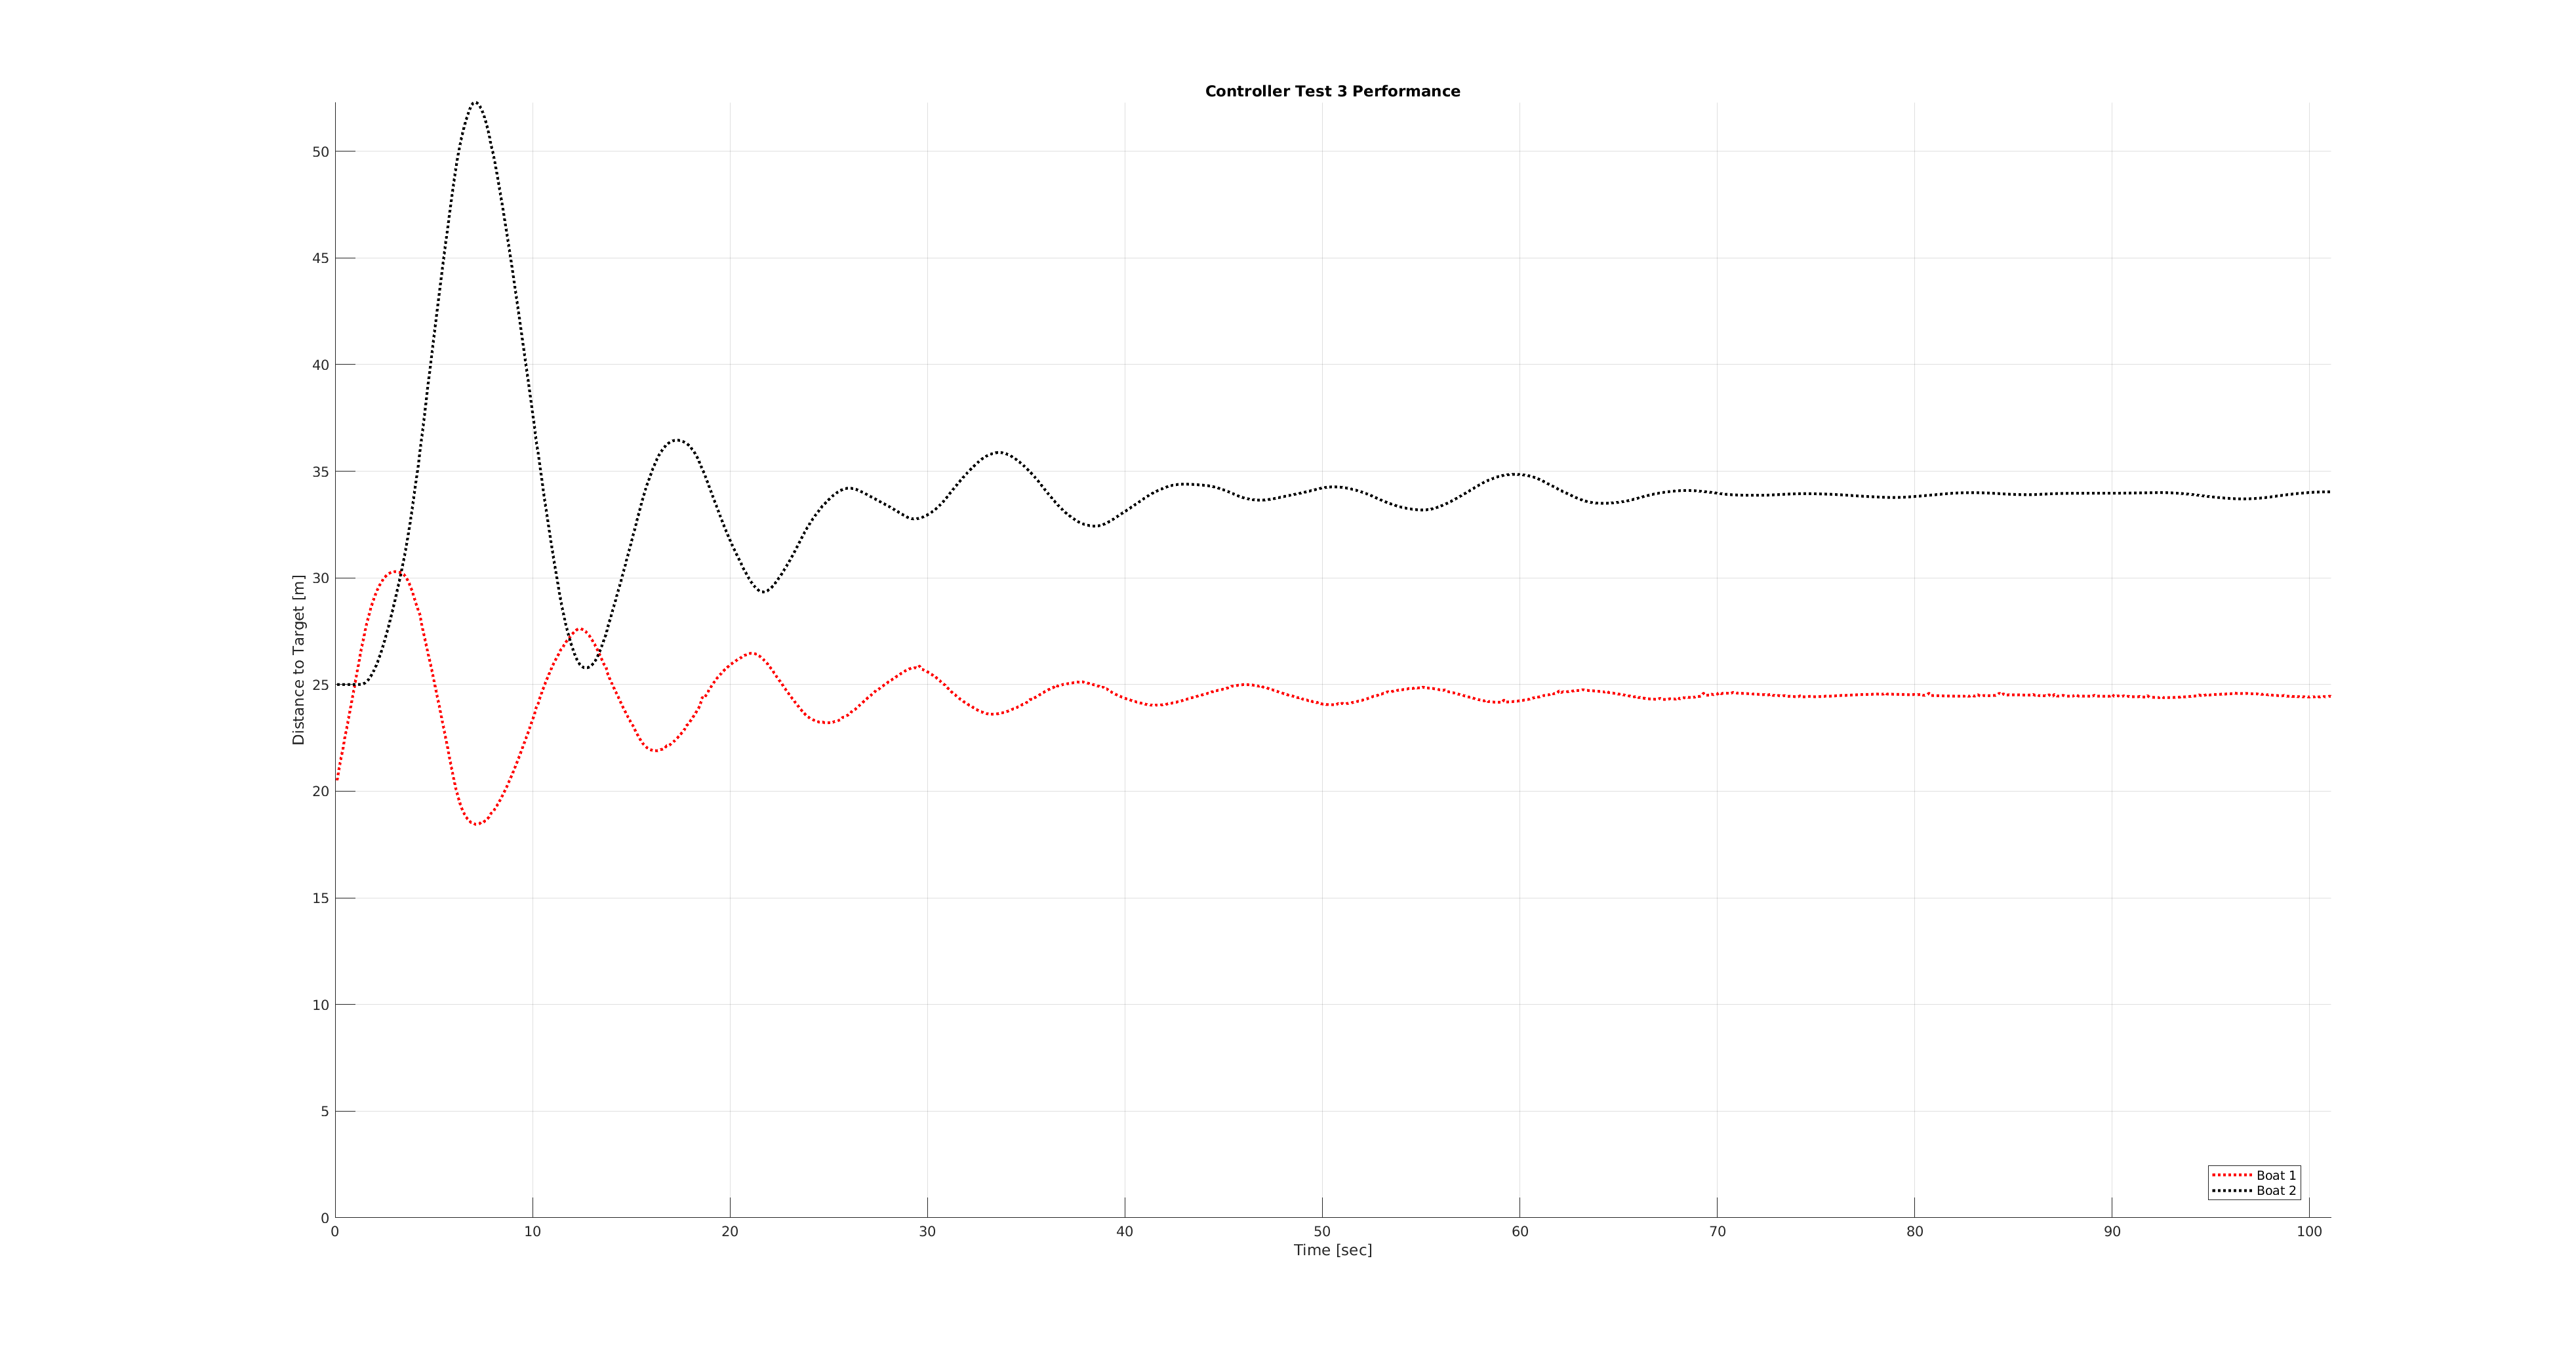 Controller Test 3 Performance
50
45
40
35
30
25
20
15
10
5
0
Distance to Target [m]
0 10 20 30 40 50 60 70 80 90 100
Time [sec]
Boat 1
Boat 2